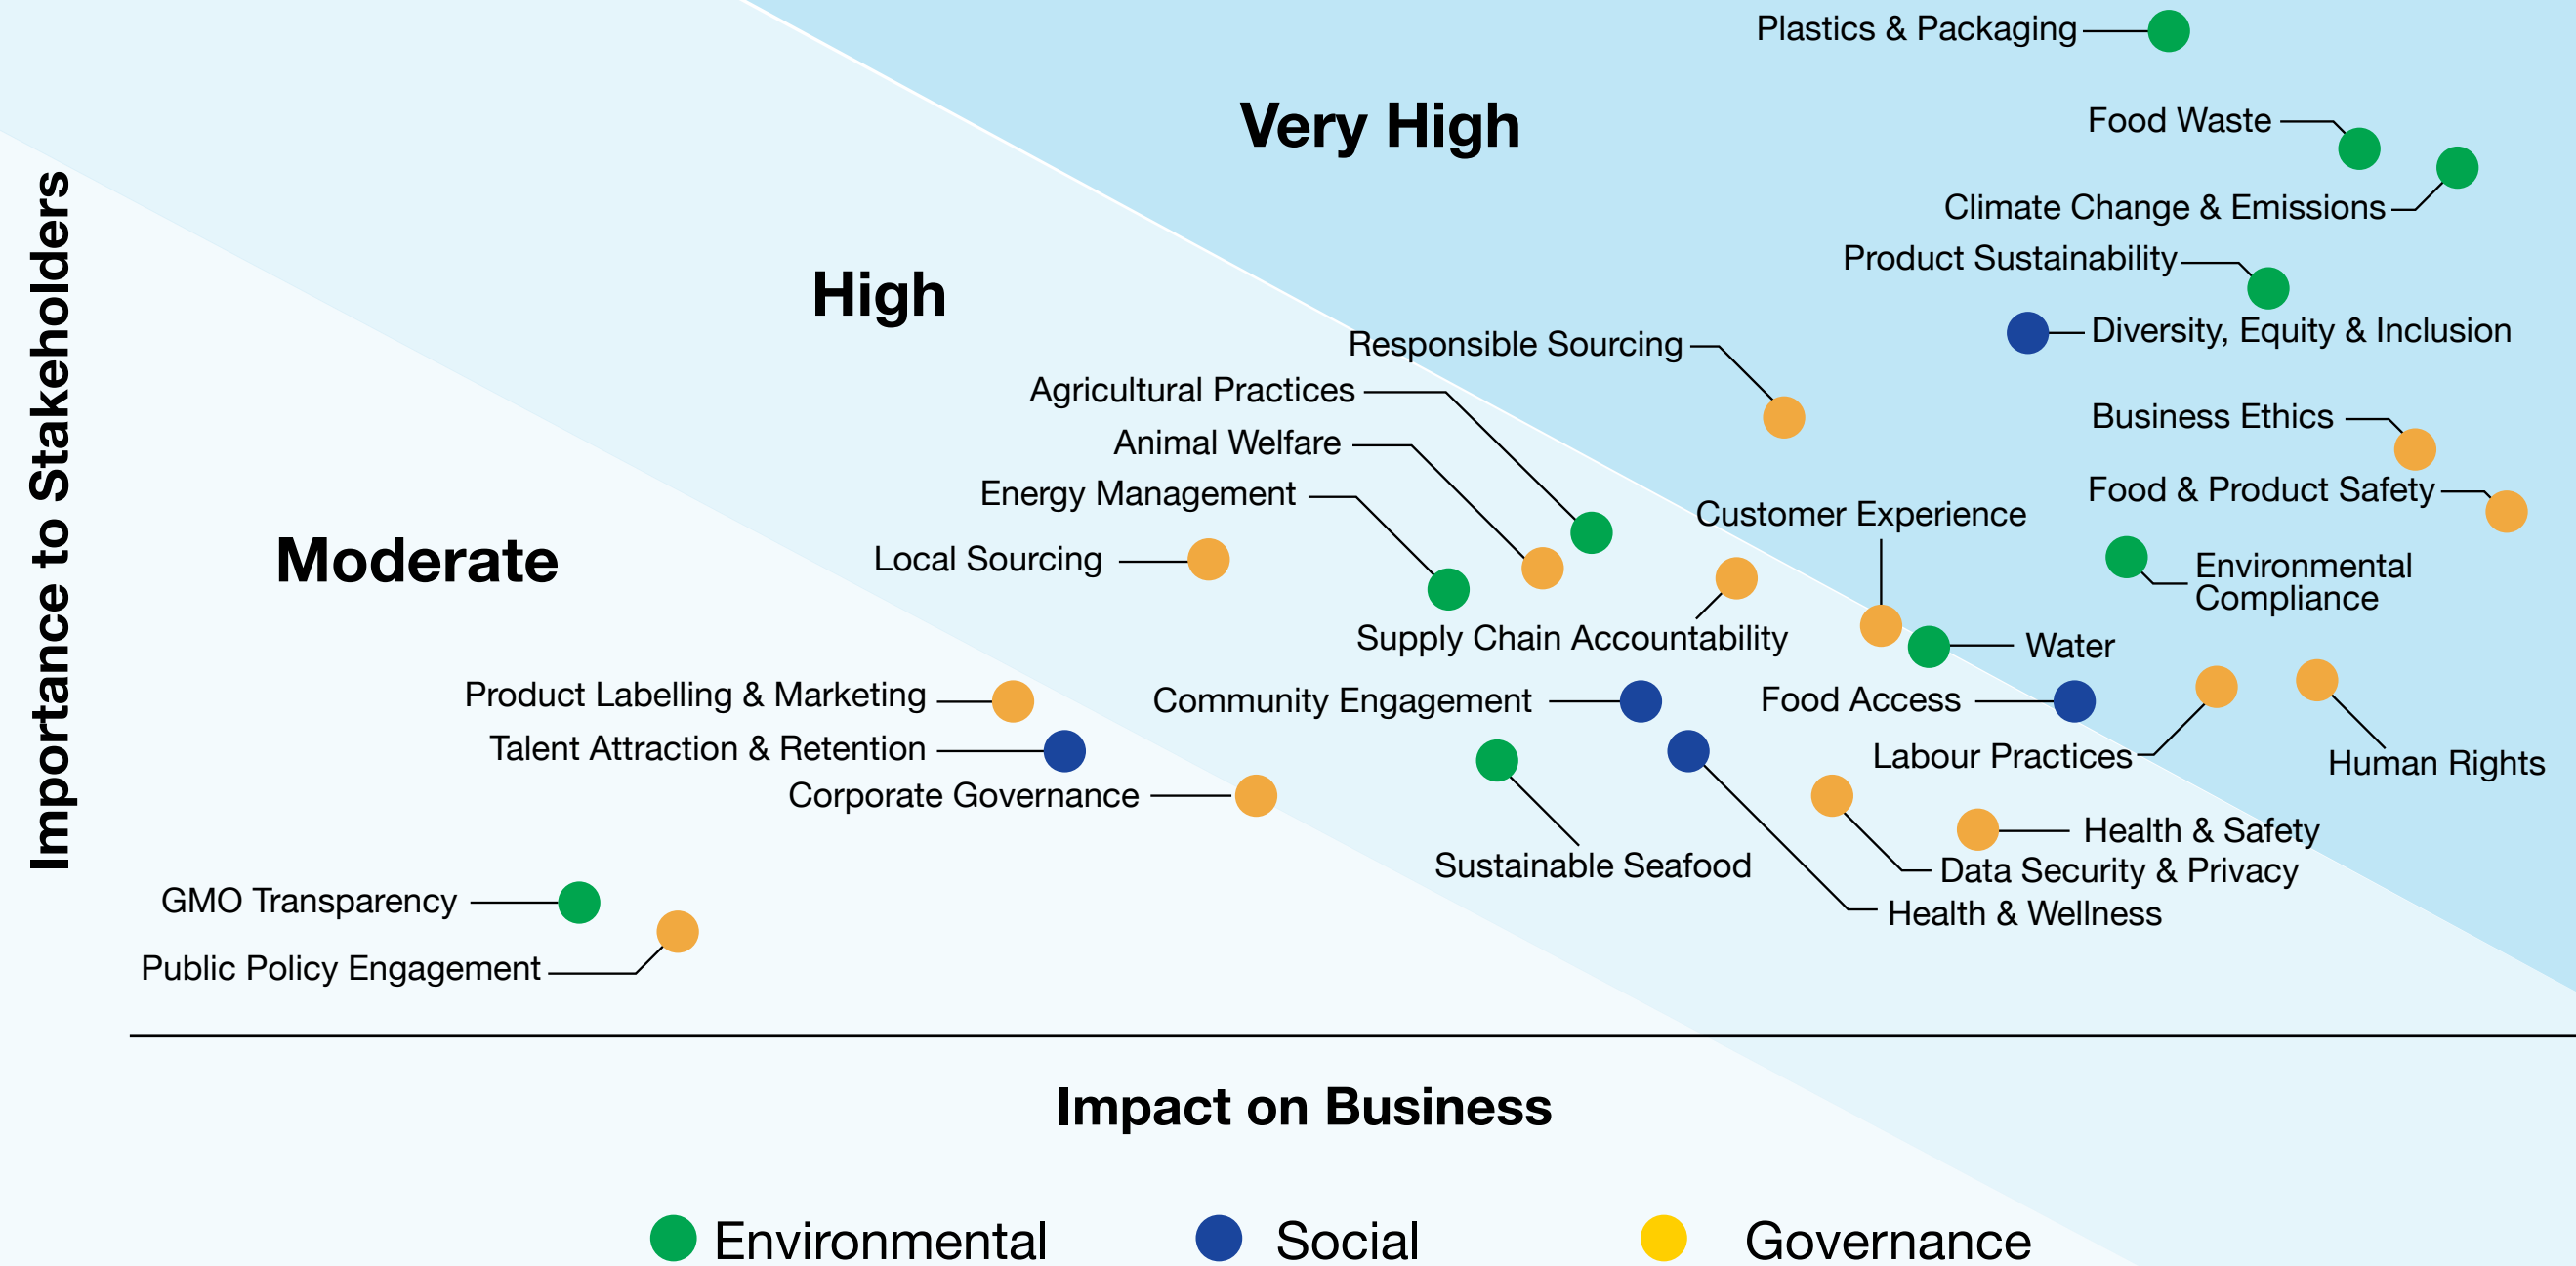 Plastics & Packaging
Very High
Food Waste
Climate Change & Emissions
Product Sustainability
High
Diversity, Equity & Inclusion
Responsible Sourcing
Agricultural Practices
Business Ethics
Animal Welfare
Energy Management
Food & Product Safety
Customer Experience
Importance to Stakeholders
Moderate
Local Sourcing
Environmental
Compliance
Supply Chain Accountability
Water
Product Labelling & Marketing
Community Engagement
Food Access
Talent Attraction & Retention
Labour Practices
Human Rights
Corporate Governance
Health & Safety
Sustainable Seafood
Data Security & Privacy
GMO Transparency
Health & Wellness
Public Policy Engagement
Impact on Business
Environmental
Social
Governance